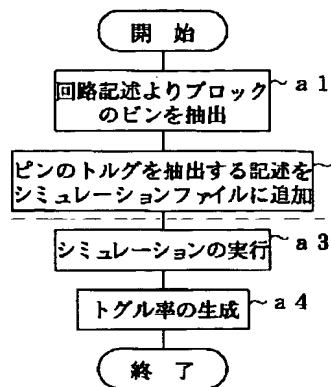 開 始
回路記述よりブロック
のピンを抽出
~ a1
ピンのトルグを抽出する記述を
シミュレーションファイルに追加
シミュレーションの実行
~ a3
トグル率の生成
~ a4
終 了